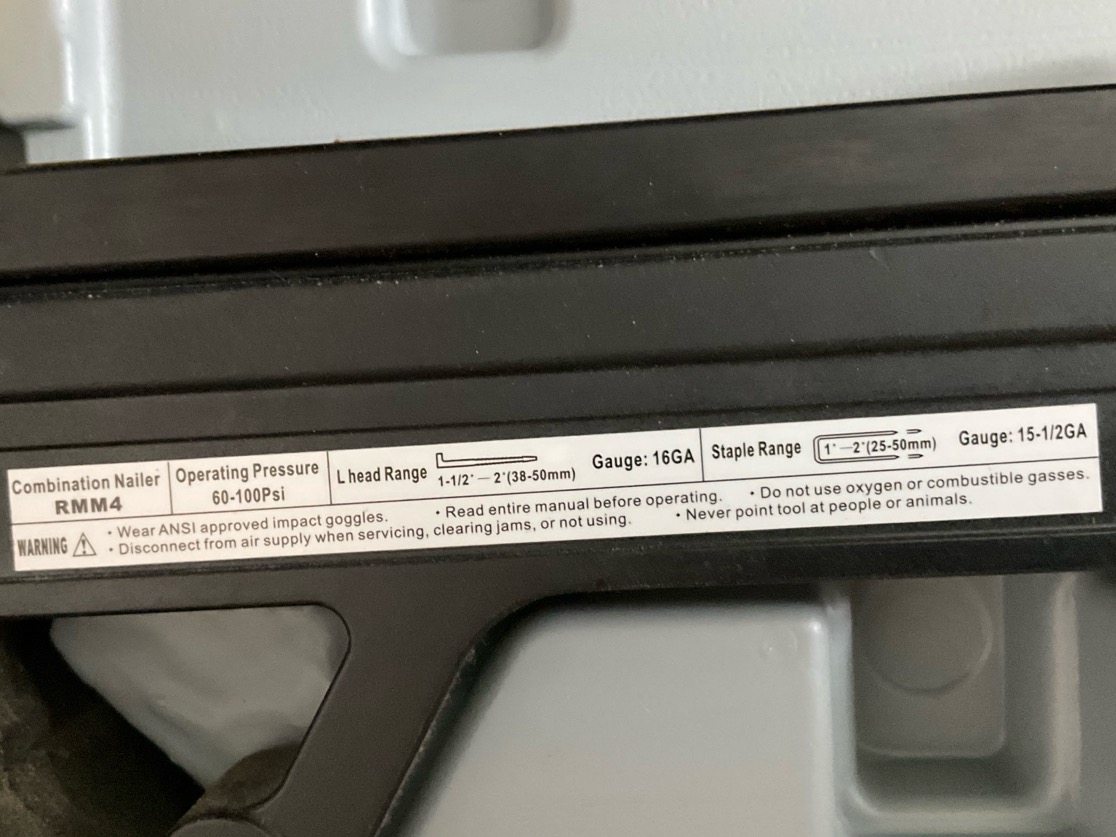 Combination Nailer
RMM4
Operating Pressure
60-100Psi
L head Range
1-1/2"—2"(38-50mm)
Gauge: 16GA
Staple Range
1"—2"(25-50mm)
Gauge: 15-1/2GA
WARNING
• Wear ANSI approved impact goggles. • Read entire manual before operating. • Do not use oxygen or combustible gasses.
• Disconnect from air supply when servicing, clearing jams, or not using. • Never point tool at people or animals.